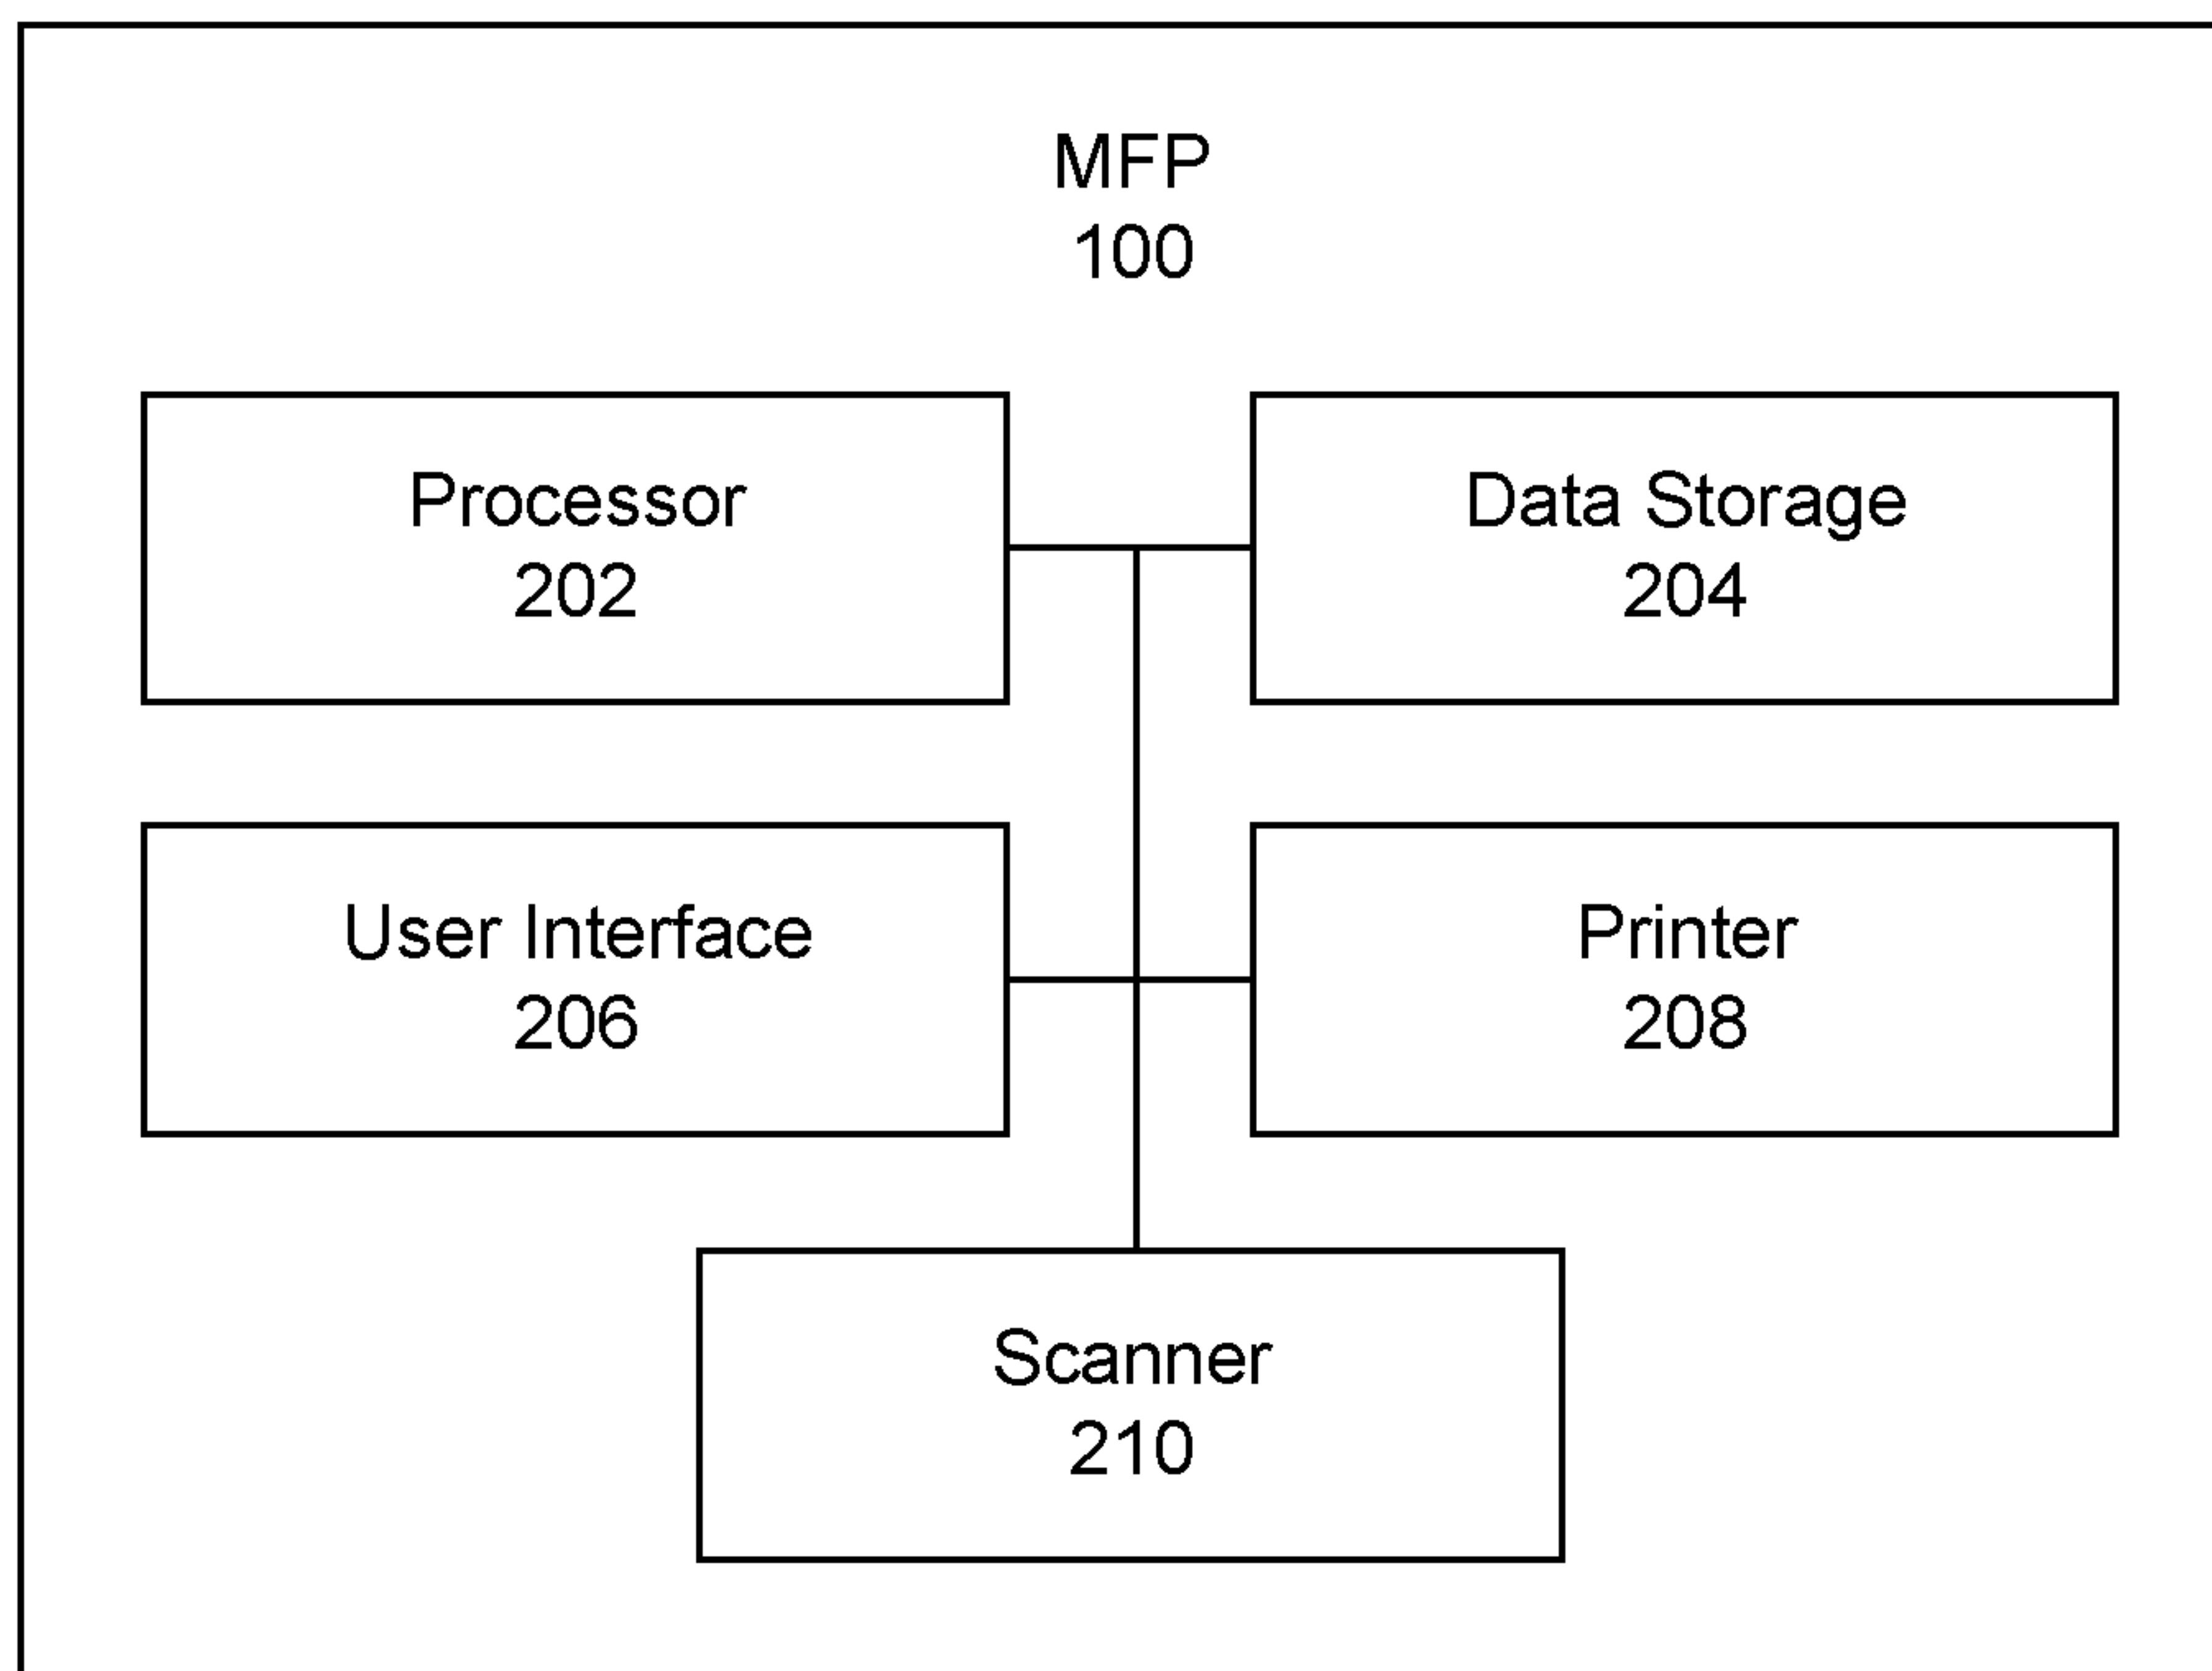 MFP
100
Processor
202
Data Storage
204
User Interface
206
Printer
208
Scanner
210